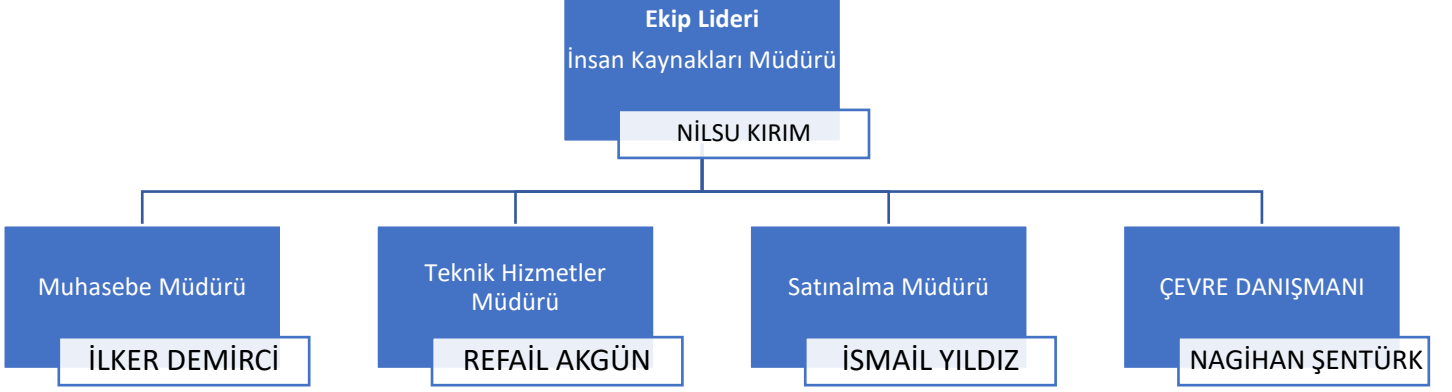 Ekip Lideri
İnsan Kaynakları Müdürü
NİLSU KIRIM
Muhasebe Müdürü
İLKER DEMİRCİ
Teknik Hizmetler
Müdürü
REFAİL AKGÜN
Satınalma Müdürü
İSMAİL YILDIZ
ÇEVRE DANIŞMANI
NAGİHAN ŞENTÜRK